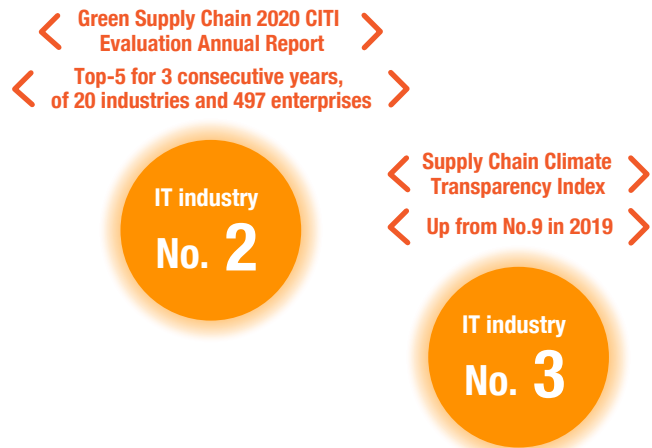 Green Supply Chain 2020 CITI
Evaluation Annual Report
Top-5 for 3 consecutive years,
of 20 industries and 497 enterprises
IT industry
No. 2
Supply Chain Climate
Transparency Index
Up from No.9 in 2019
IT industry
No. 3